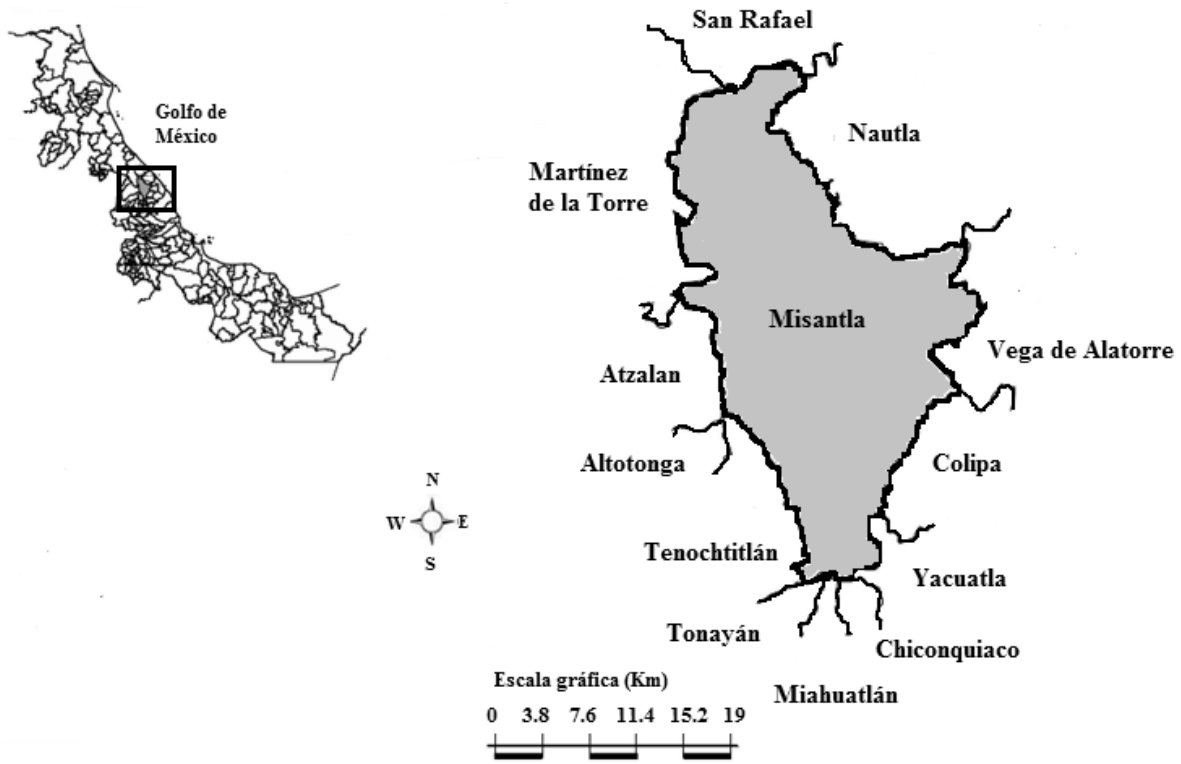 San Rafael
Golfo de
México
Nautla
Martínez
de la Torre
Misantla
Vega de Alatorre
Atzalan
Altotonga
Colipa
N
W
E
S
Tenochtitlán
Yacuatla
Tonayán
Chiconquiaco
Miahuatlán
Escala gráfica (Km)
0 3.8 7.6 11.4 15.2 19